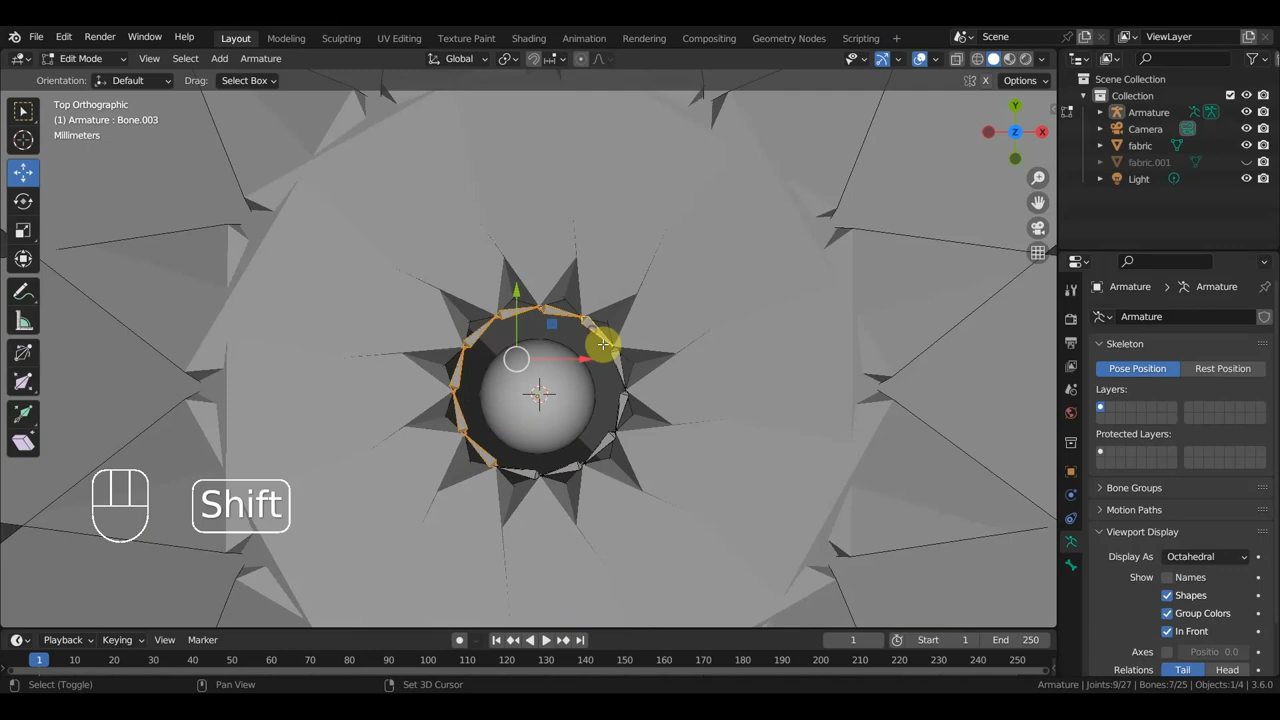 File Edit Render Window Help Layout Modeling Sculpting UV Editing Texture Paint Shading Animation Rendering Compositing Geometry Nodes Scripting + Scene ViewLayer
Edit Mode View Select Add Armature Global
Orientation: Default Drag: Select Box X Options
Top Orthographic
(1) Armature : Bone.003
Millimeters
Y
Z
X
Scene Collection
Collection
Armature
Camera
fabric
fabric.001
Light
Armature > Armature
Armature
Skeleton
Pose Position Rest Position
Layers:
Protected Layers:
Bone Groups
Motion Paths
Viewport Display
Display As Octahedral
Show Names
Shapes
Group Colors
In Front
Axes Positio 0.0
Relations Tail Head
Shift
Playback Keying View Marker 1 Start 1 End 250
1 10 20 30 40 50 60 70 80 90 100 110 120 130 140 150 160 170 180 190 200 210 220 230 240 250
Select (Toggle) Pan View Set 3D Cursor Armature | Joints:9/27 | Bones:7/25 | Objects:1/4 | 3.6.0